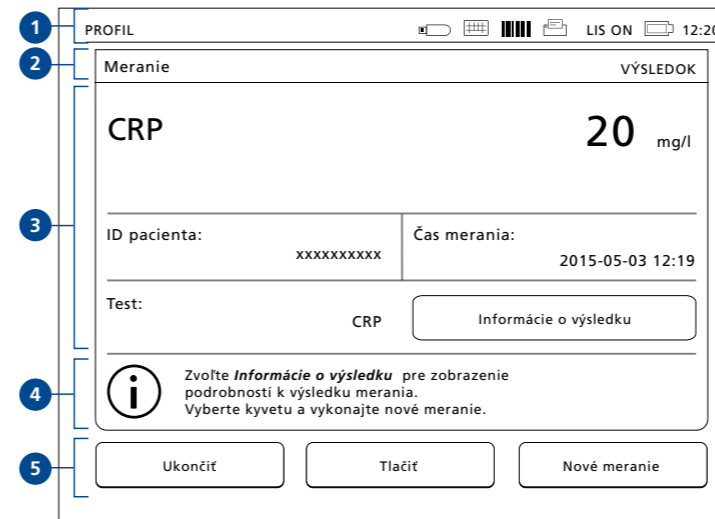 1 PROFIL LIS ON 12:20
2 Meranie VÝSLEDOK
CRP 20 mg/l
3 ID pacienta: Čas merania:
xxxxxxxxxx 2015-05-03 12:19
Test:
CRP Informácie o výsledku
Zvoľte Informácie o výsledku pre zobrazenie
4 podrobností k výsledku merania.
Vyberte kyvetu a vykonajte nové meranie.
5 Ukončiť Tlačiť Nové meranie